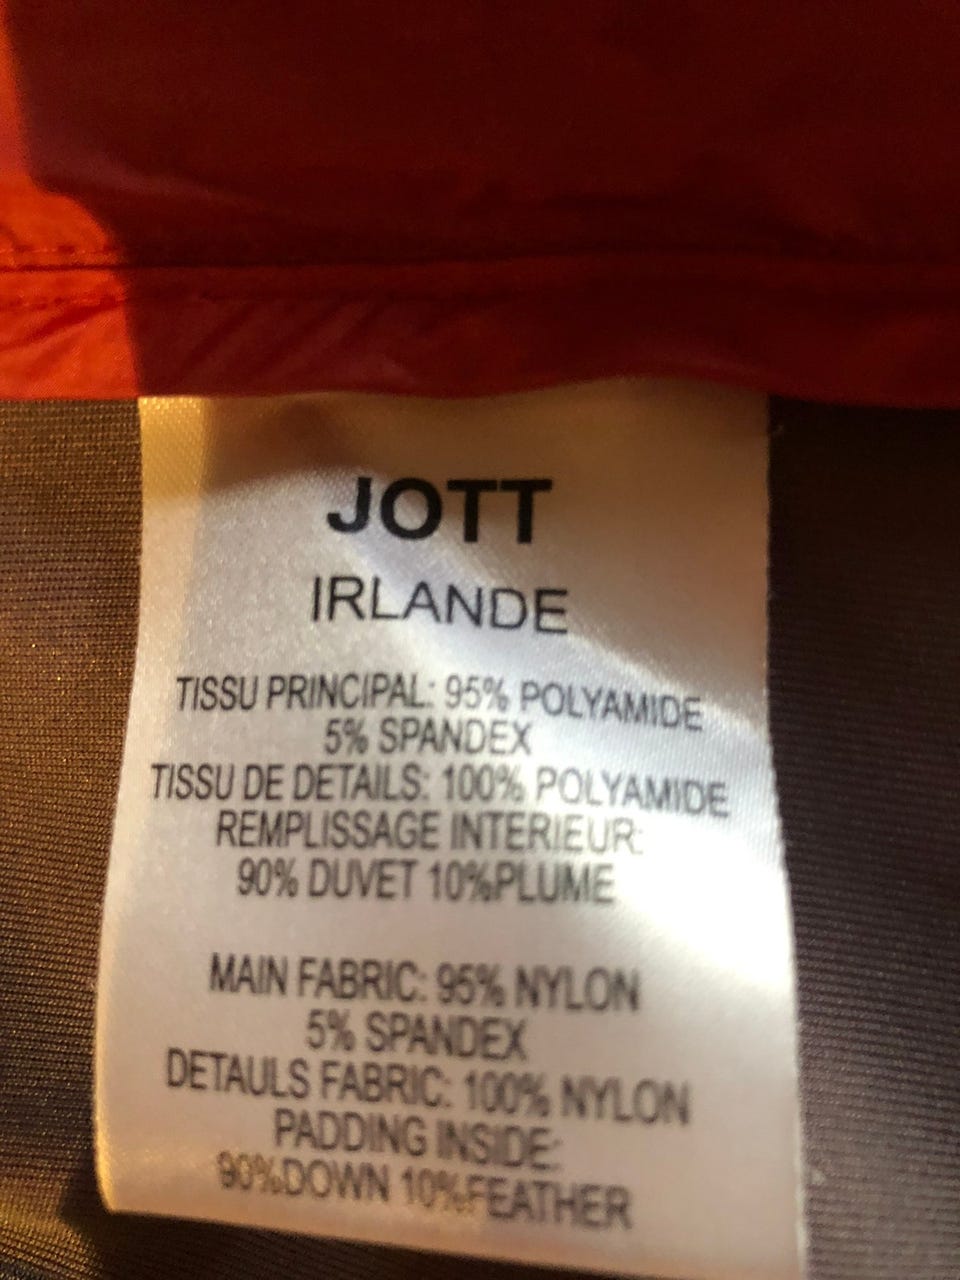 JOTT
IRLANDE
TISSU PRINCIPAL: 95% POLYAMIDE
5% SPANDEX
TISSU DE DETAILS: 100% POLYAMIDE
REMPLISSAGE INTERIEUR:
90% DUVET 10%PLUME
MAIN FABRIC: 95% NYLON
5% SPANDEX
DETAULS FABRIC: 100% NYLON
PADDING INSIDE:
90%DOWN 10%FEATHER